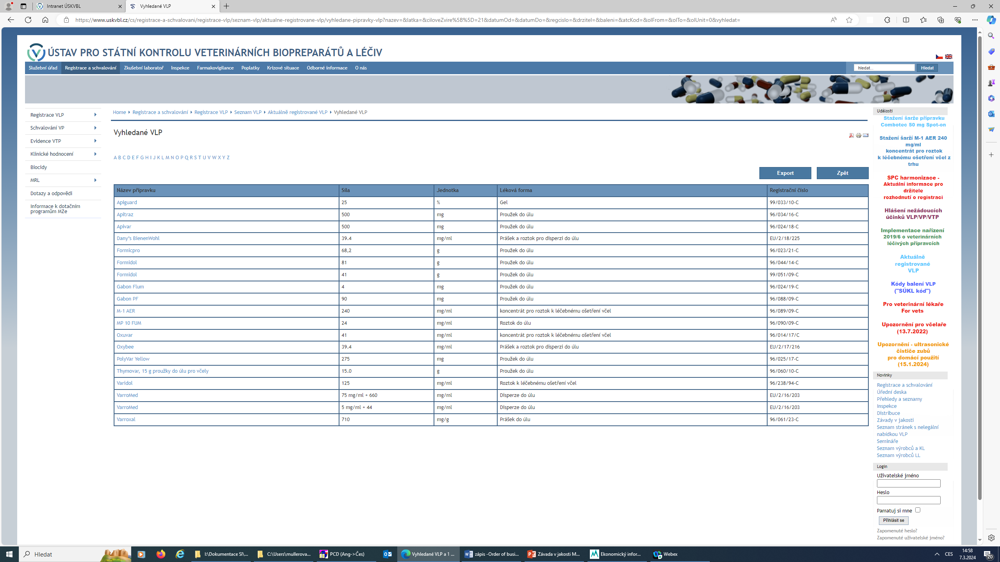 Intranet ÚSKVBL
Vyhledané VLP
https://www.uskvbl.cz/cs/registrace-a-schvalovani/registrace-vlp/seznam-vlp/aktualne-registrovane-vlp/vyhledane-pipravky-vlp?nazev=&latka=&ciloveZvire%5B%5D=21&datumOd=&datumDo=&regcislo=&drzitel=&baleni=&atcKod=&olFrom=&olTo=&olUnit=0&vyhledat=
ÚSTAV PRO STÁTNÍ KONTROLU VETERINÁRNÍCH BIOPREPARÁTŮ A LÉČIV
Služební úřad Registrace a schvalování Zkušební laboratoř Inspekce Farmakovigilance Poplatky Krizové situace Odborné informace O nás
hledat... Hledat
Registrace VLP
Schvalování VP
Evidence VTP
Klinické hodnocení
Biocidy
MRL
Dotazy a odpovědi
Informace k dotačním
programům MZe
Home Registrace a schvalování Registrace VLP Seznam VLP Aktuálně registrované VLP Vyhledané VLP
Vyhledané VLP
A B C D E F G H I J K L M N O P Q R S T U V W X Y Z
Export Zpět
Název přípravku Síla Jednotka Léková forma Registrační číslo
Apiguard 25 % Gel 99/033/10-C
Apitraz 500 mg Proužek do úlu 96/034/16-C
Apivar 500 mg Proužek do úlu 96/024/18-C
Dany's BienenWohl 39.4 mg/ml Prášek a roztok pro disperzi do úlu EU/2/18/225
Formicpro 68,2 g Proužek do úlu 96/023/21-C
Formidol 81 g Proužek do úlu 96/044/14-C
Formidol 41 g Proužek do úlu 99/051/09-C
Gabon Flum 4 mg Proužek do úlu 96/024/19-C
Gabon PF 90 mg Proužek do úlu 96/088/09-C
M-1 AER 240 mg/ml koncentrát pro roztok k léčebnému ošetření včel 96/089/09-C
MP 10 FUM 24 mg/ml Roztok do úlu 96/090/09-C
Oxuvar 41 mg/ml koncentrát pro roztok k léčebnému ošetření včel 96/014/17/C
Oxybee 39.4 mg/ml Prášek a roztok pro disperzi do úlu EU/2/17/216
PolyVar Yellow 275 mg Proužek do úlu 96/025/17-C
Thymovar, 15 g proužky do úlu pro včely 15.0 g Proužek do úlu 96/060/10-C
Varidol 125 mg/ml Roztok k léčebnému ošetření včel 96/238/94-C
VarroMed 75 mg/ml + 660 mg/ml Disperze do úlu EU/2/16/203
VarroMed 5 mg/ml + 44 mg/ml Disperze do úlu EU/2/16/203
Varroxal 710 mg/g Prášek do úlu 96/061/23-C
Události
Stažení šarže přípravku
Combotec 50 mg Spot-on
Stažení šarží M-1 AER 240
mg/ml
koncentrát pro roztok
k léčebnému ošetření včel z
trhu
SPC harmonizace -
Aktuální informace pro
držitele
rozhodnutí o registraci
Hlášení nežádoucích
účinků VLP/VP/VTP
Implementace nařízení
2019/6 o veterinárních
léčivých přípravcích
Aktuálně
registrované
VLP
Kódy balení VLP
("SÚKL kód")
Pro veterinární lékaře
For vets
Upozornění pro včelaře
(13.7.2022)
Upozornění - ultrasonické
čističe zubů
pro domácí použití
(15.1.2024)
Novinky
Registrace a schvalování
Úřední deska
Přehledy a seznamy
Inspekce
Distribuce
Závady v jakosti
Seznam stránek s nelegální
nabídkou VLP
Semináře
Seznam výrobců a KL
Seznam výrobců LL
Login
Uživatelské jméno
Heslo
Pamatuj si mne
Přihlásit se
Zapomenuté heslo?
Zapomenuté uživatelské jméno?
Hledat
I:\Dokumentace SI\... C:\Users\mullerova... PCD (Ang->Čes) Vyhledané VLP a 1 ... zápis -Order of busi... Závada v jakosti M... Ekonomický infor... Webex
CES
14:58
7.3.2024
20